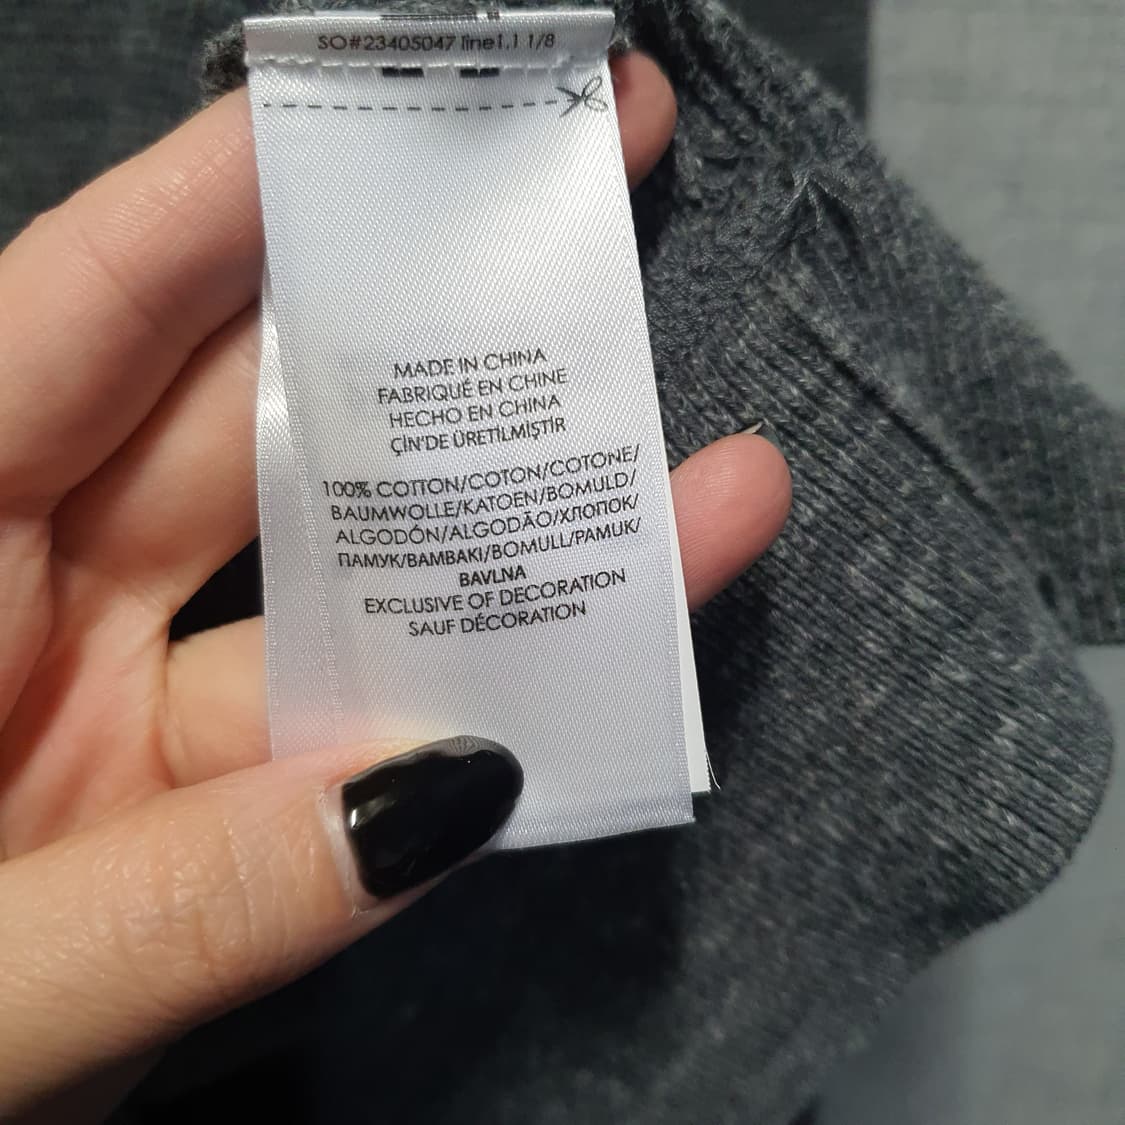 SO#23405047 line1.1 1/8
MADE IN CHINA
FABRIQUÉ EN CHINE
HECHO EN CHINA
ÇİN'DE ÜRETİLMİŞTİR
100% COTTON/COTON/COTONE/
BAUMWOLLE/KATOEN/BOMULD/
ALGODÓN/ALGODÃO/ХЛОПОК/
ПАМУК/BAMBAKI/BOMULL/PAMUK/
BAVLNA
EXCLUSIVE OF DECORATION
SAUF DÉCORATION